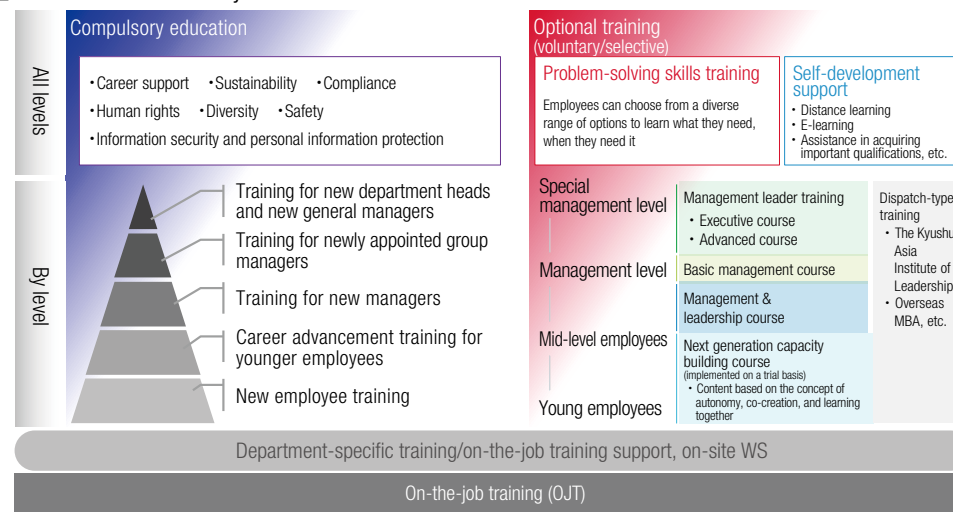 Compulsory education
All levels
•Career support •Sustainability •Compliance
•Human rights •Diversity •Safety
•Information security and personal information protection
Optional training
(voluntary/selective)
Problem-solving skills training
Employees can choose from a diverse
range of options to learn what they need,
when they need it
Self-development
support
• Distance learning
• E-learning
• Assistance in acquiring
important qualifications, etc.
By level
Training for new department heads
and new general managers
Training for newly appointed group
managers
Training for new managers
Career advancement training for
younger employees
New employee training
Special
management level
Management level
Mid-level employees
Young employees
Management leader training
• Executive course
• Advanced course
Basic management course
Management &
leadership course
Next generation capacity
building course
(implemented on a trial basis)
• Content based on the concept of
autonomy, co-creation, and learning
together
Dispatch-type
training
• The Kyushu
Asia
Institute of
Leadership
• Overseas
MBA, etc.
Department-specific training/on-the-job training support, on-site WS
On-the-job training (OJT)